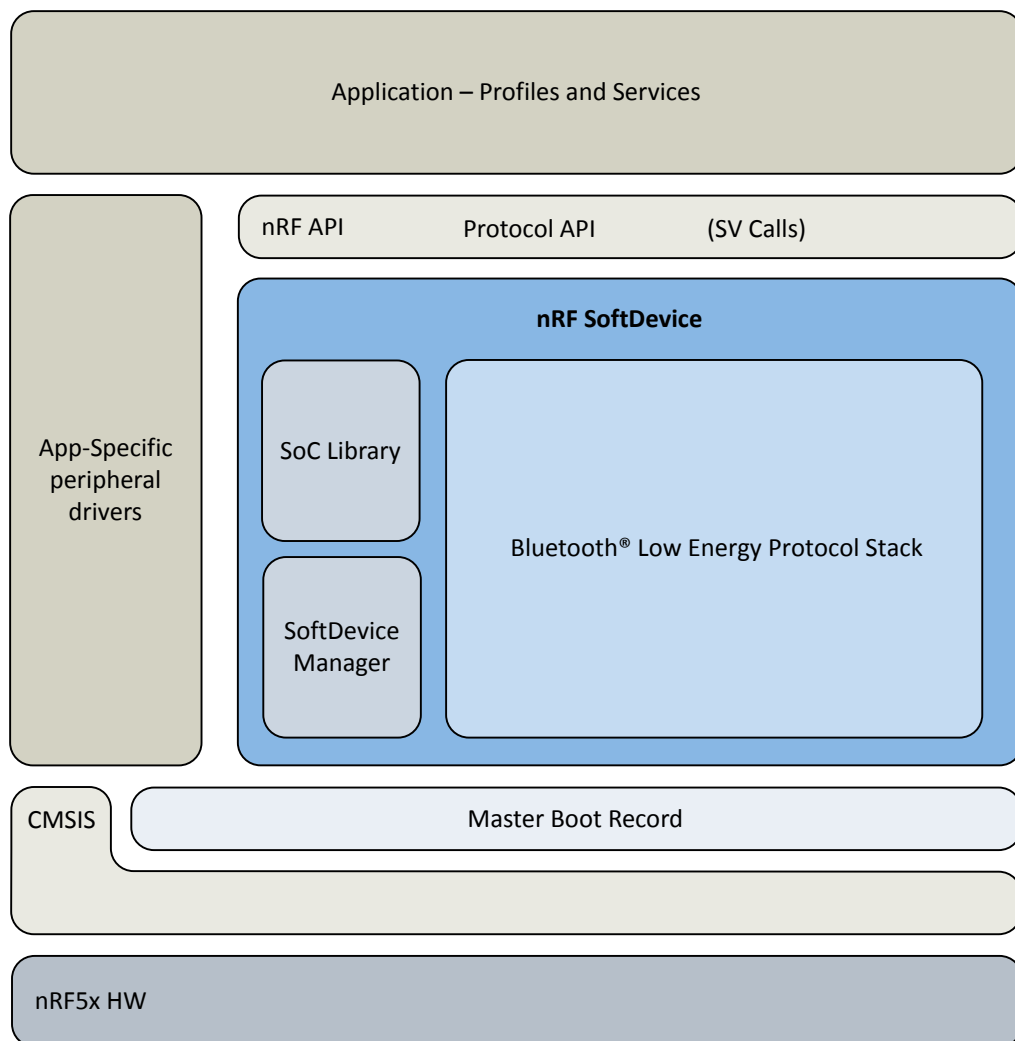 Application – Profiles and Services
nRF API Protocol API (SV Calls)
nRF SoftDevice
App-Specific
peripheral
drivers
SoC Library
Bluetooth® Low Energy Protocol Stack
SoftDevice
Manager
CMSIS
Master Boot Record
nRF5x HW